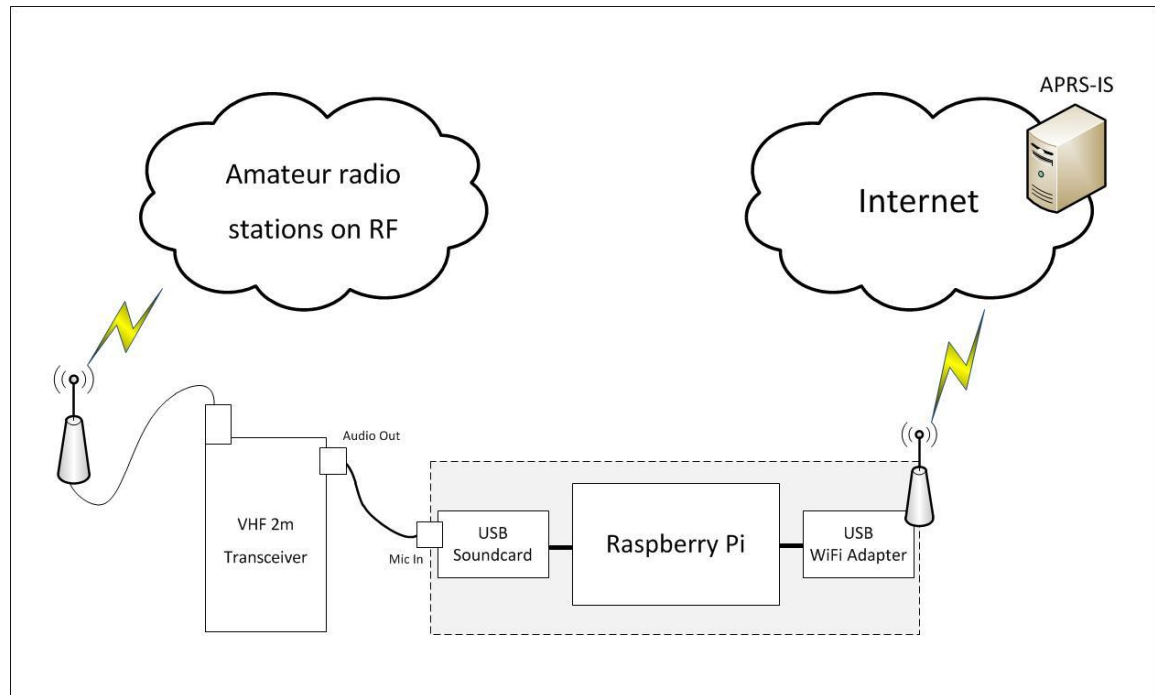 APRS-IS
Amateur radio
stations on RF
Internet
Audio Out
VHF 2m
Transceiver
Mic In
USB
Soundcard
Raspberry Pi
USB
WiFi Adapter